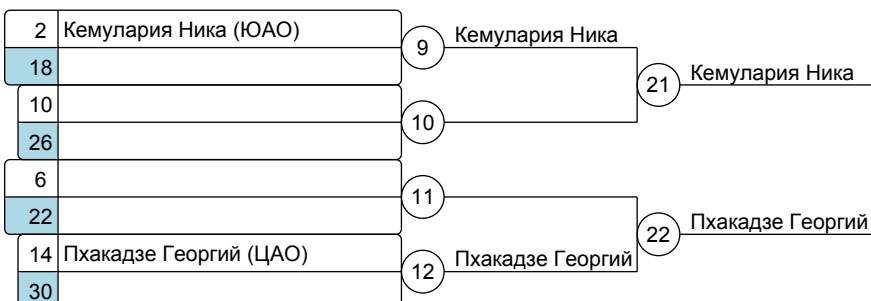 2 Кемулария Ника (ЮАО)
9 Кемулария Ника
18
21 Кемулария Ника
10
10
26
6
11
22
22 Пхакадзе Георгий
14 Пхакадзе Георгий (ЦАО)
12 Пхакадзе Георгий
30